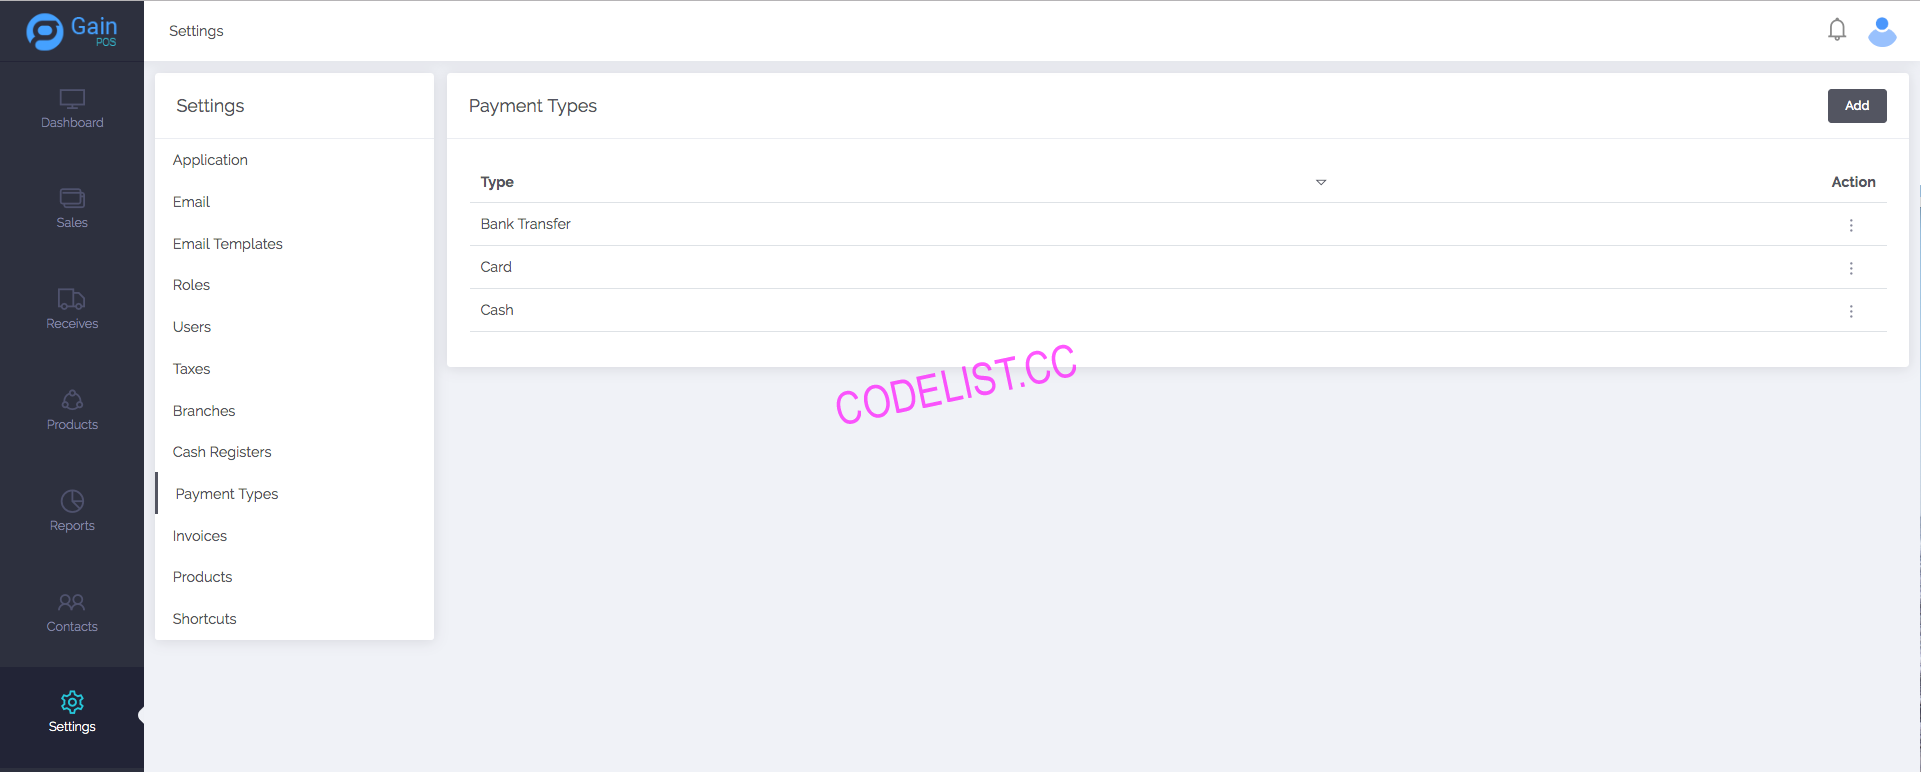 Gain
POS
Settings
Dashboard
Sales
Receives
Products
Reports
Contacts
Settings
Settings
Application
Email
Email Templates
Roles
Users
Taxes
Branches
Cash Registers
Payment Types
Invoices
Products
Shortcuts
Payment Types
Add
Type Action
Bank Transfer
Card
Cash
CODELIST.CC